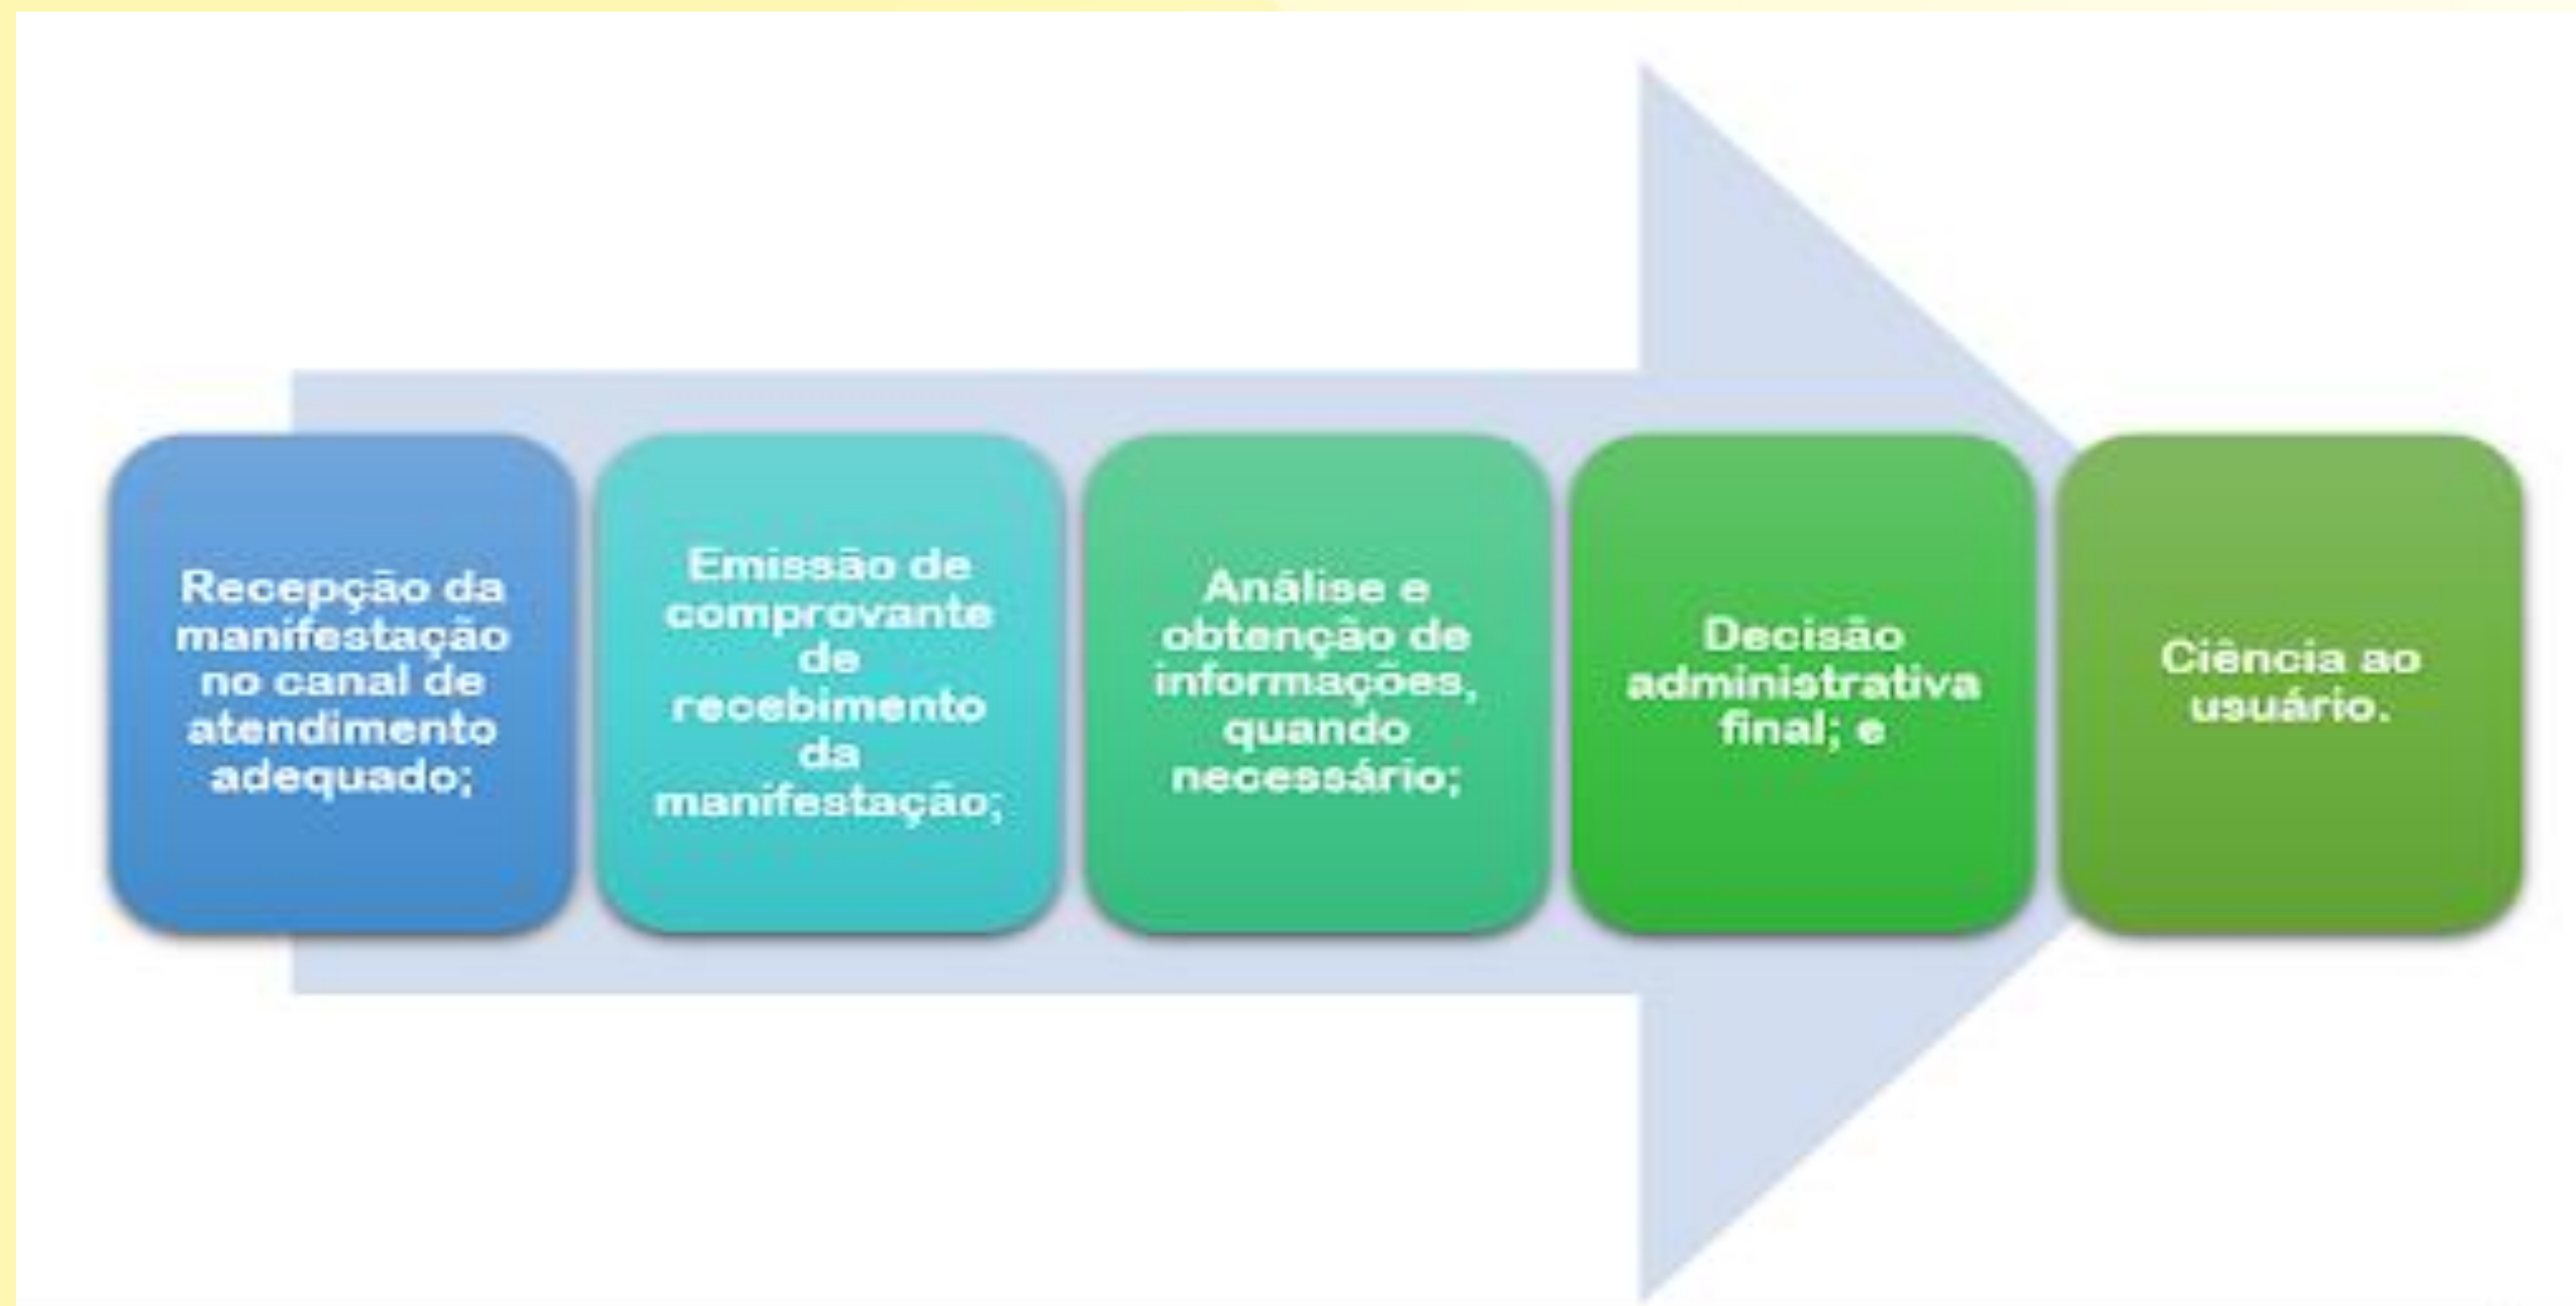 Recepção da
manifestação
no canal de
atendimento
adequado;
Emissão de
comprovante
de
recebimento
da
manifestação;
Análise e
obtenção de
informações,
quando
necessário;
Decisão
administrativa
final; e
Ciência ao
usuário.